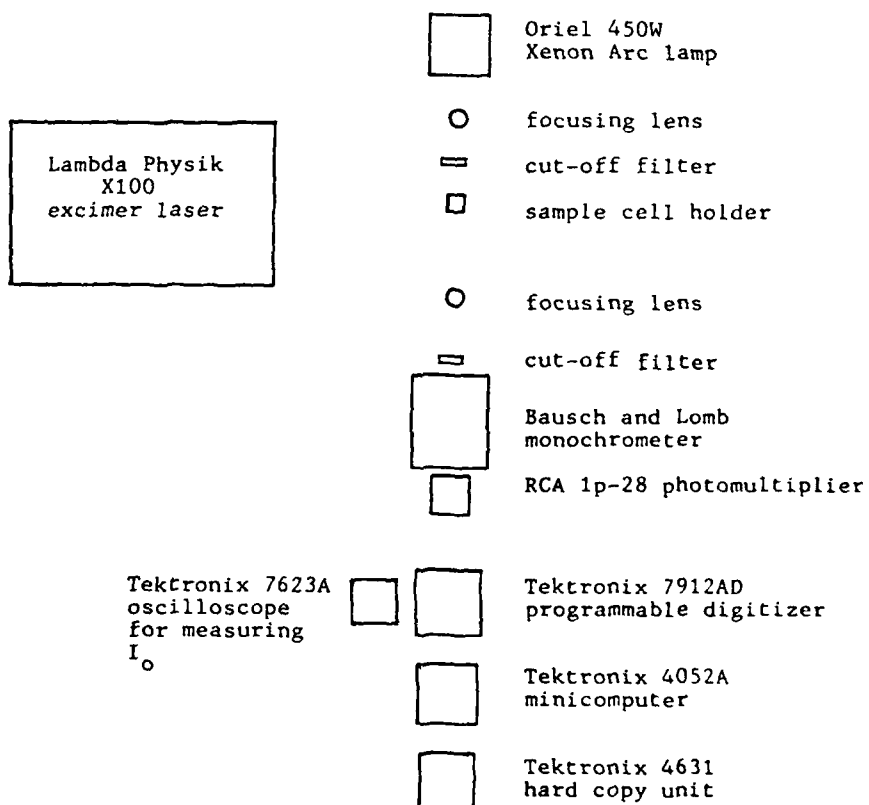 Oriel 450W
Xenon Arc lamp
focusing lens
Lambda Physik
X100
excimer laser
cut-off filter
sample cell holder
focusing lens
cut-off filter
Bausch and Lomb
monochrometer
RCA 1p-28 photomultiplier
Tektronix 7623A
oscilloscope
for measuring
I_o
Tektronix 7912AD
programmable digitizer
Tektronix 4052A
minicomputer
Tektronix 4631
hard copy unit